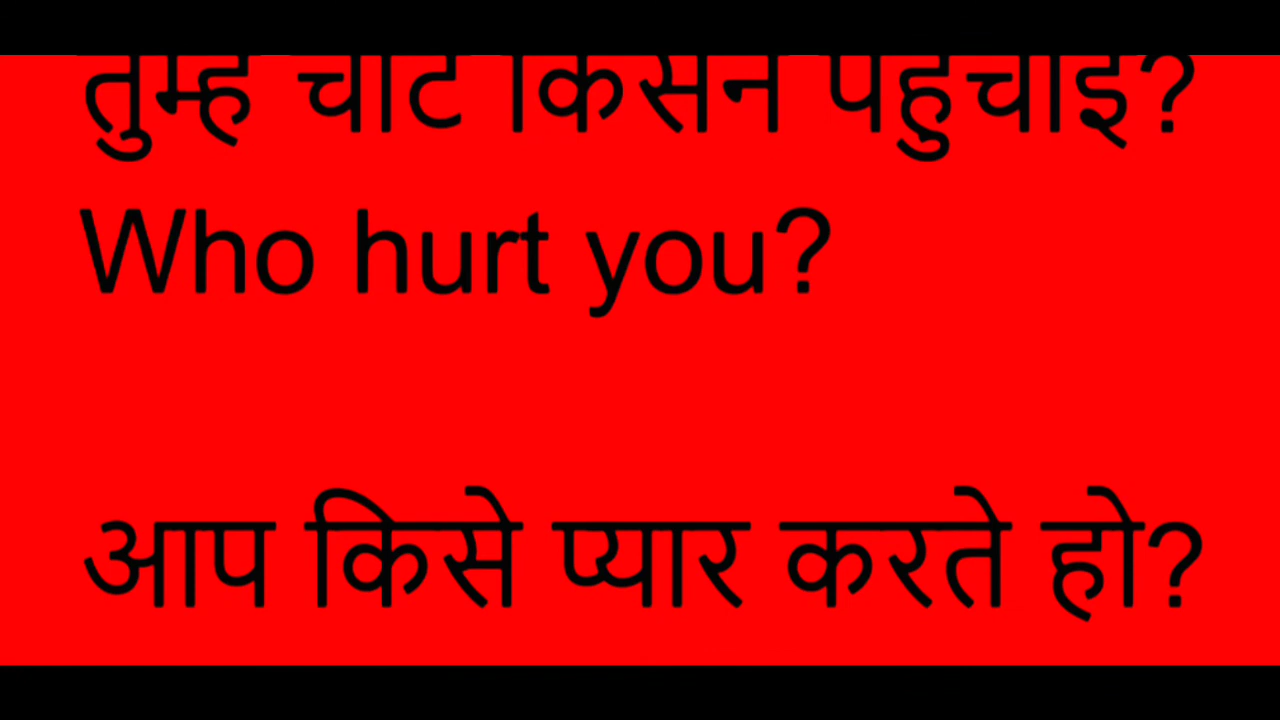 तुम्हे चोट किसने पहुंचाई?
Who hurt you?
आप किसे प्यार करते हो?